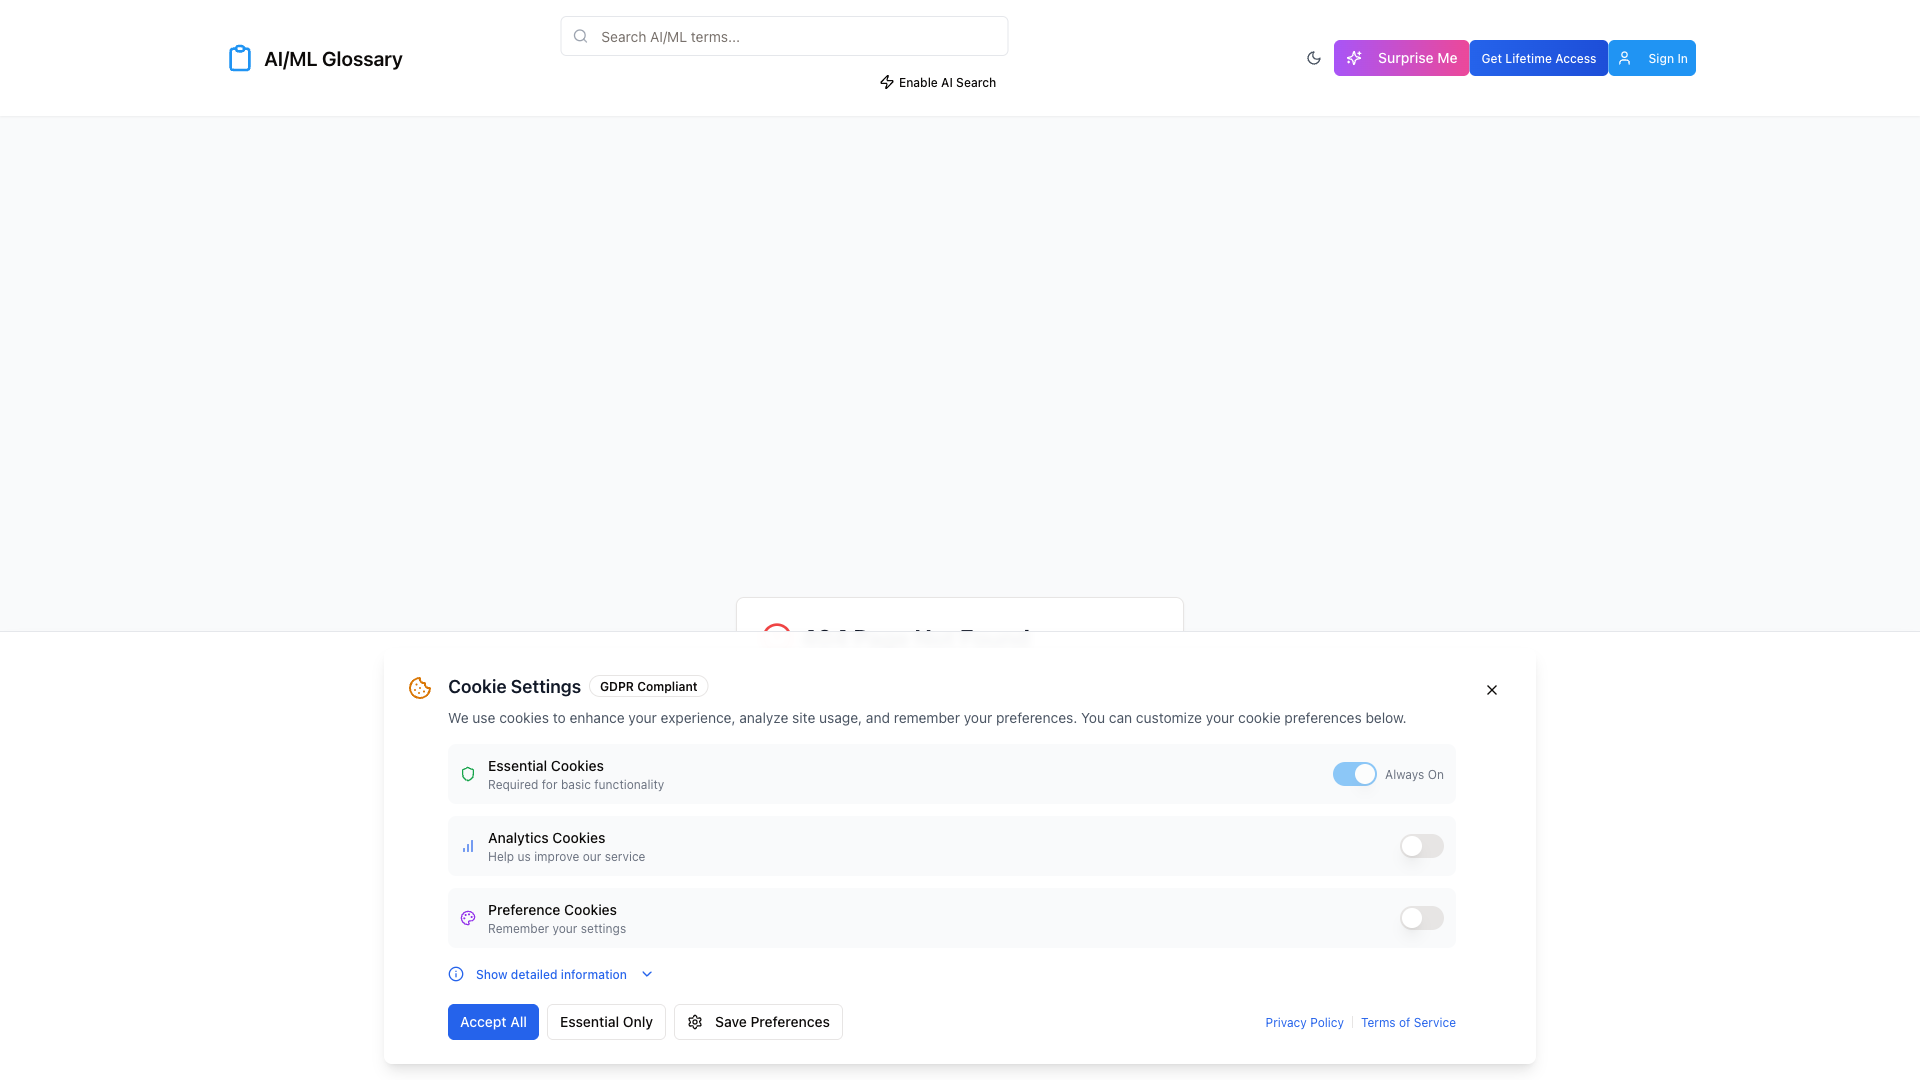 AI/ML Glossary
Search AI/ML terms...
Enable AI Search
Surprise Me
Get Lifetime Access
Sign In
Cookie Settings
GDPR Compliant
We use cookies to enhance your experience, analyze site usage, and remember your preferences. You can customize your cookie preferences below.
Essential Cookies
Required for basic functionality
Always On
Analytics Cookies
Help us improve our service
Preference Cookies
Remember your settings
Show detailed information
Accept All
Essential Only
Save Preferences
Privacy Policy
Terms of Service